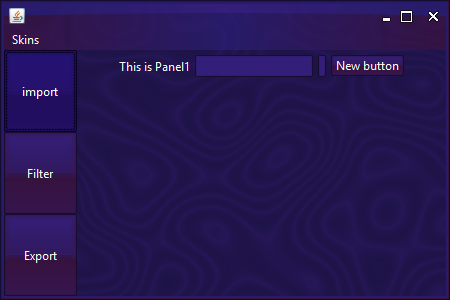 Skins
import
This is Panel1
New button
Filter
Export